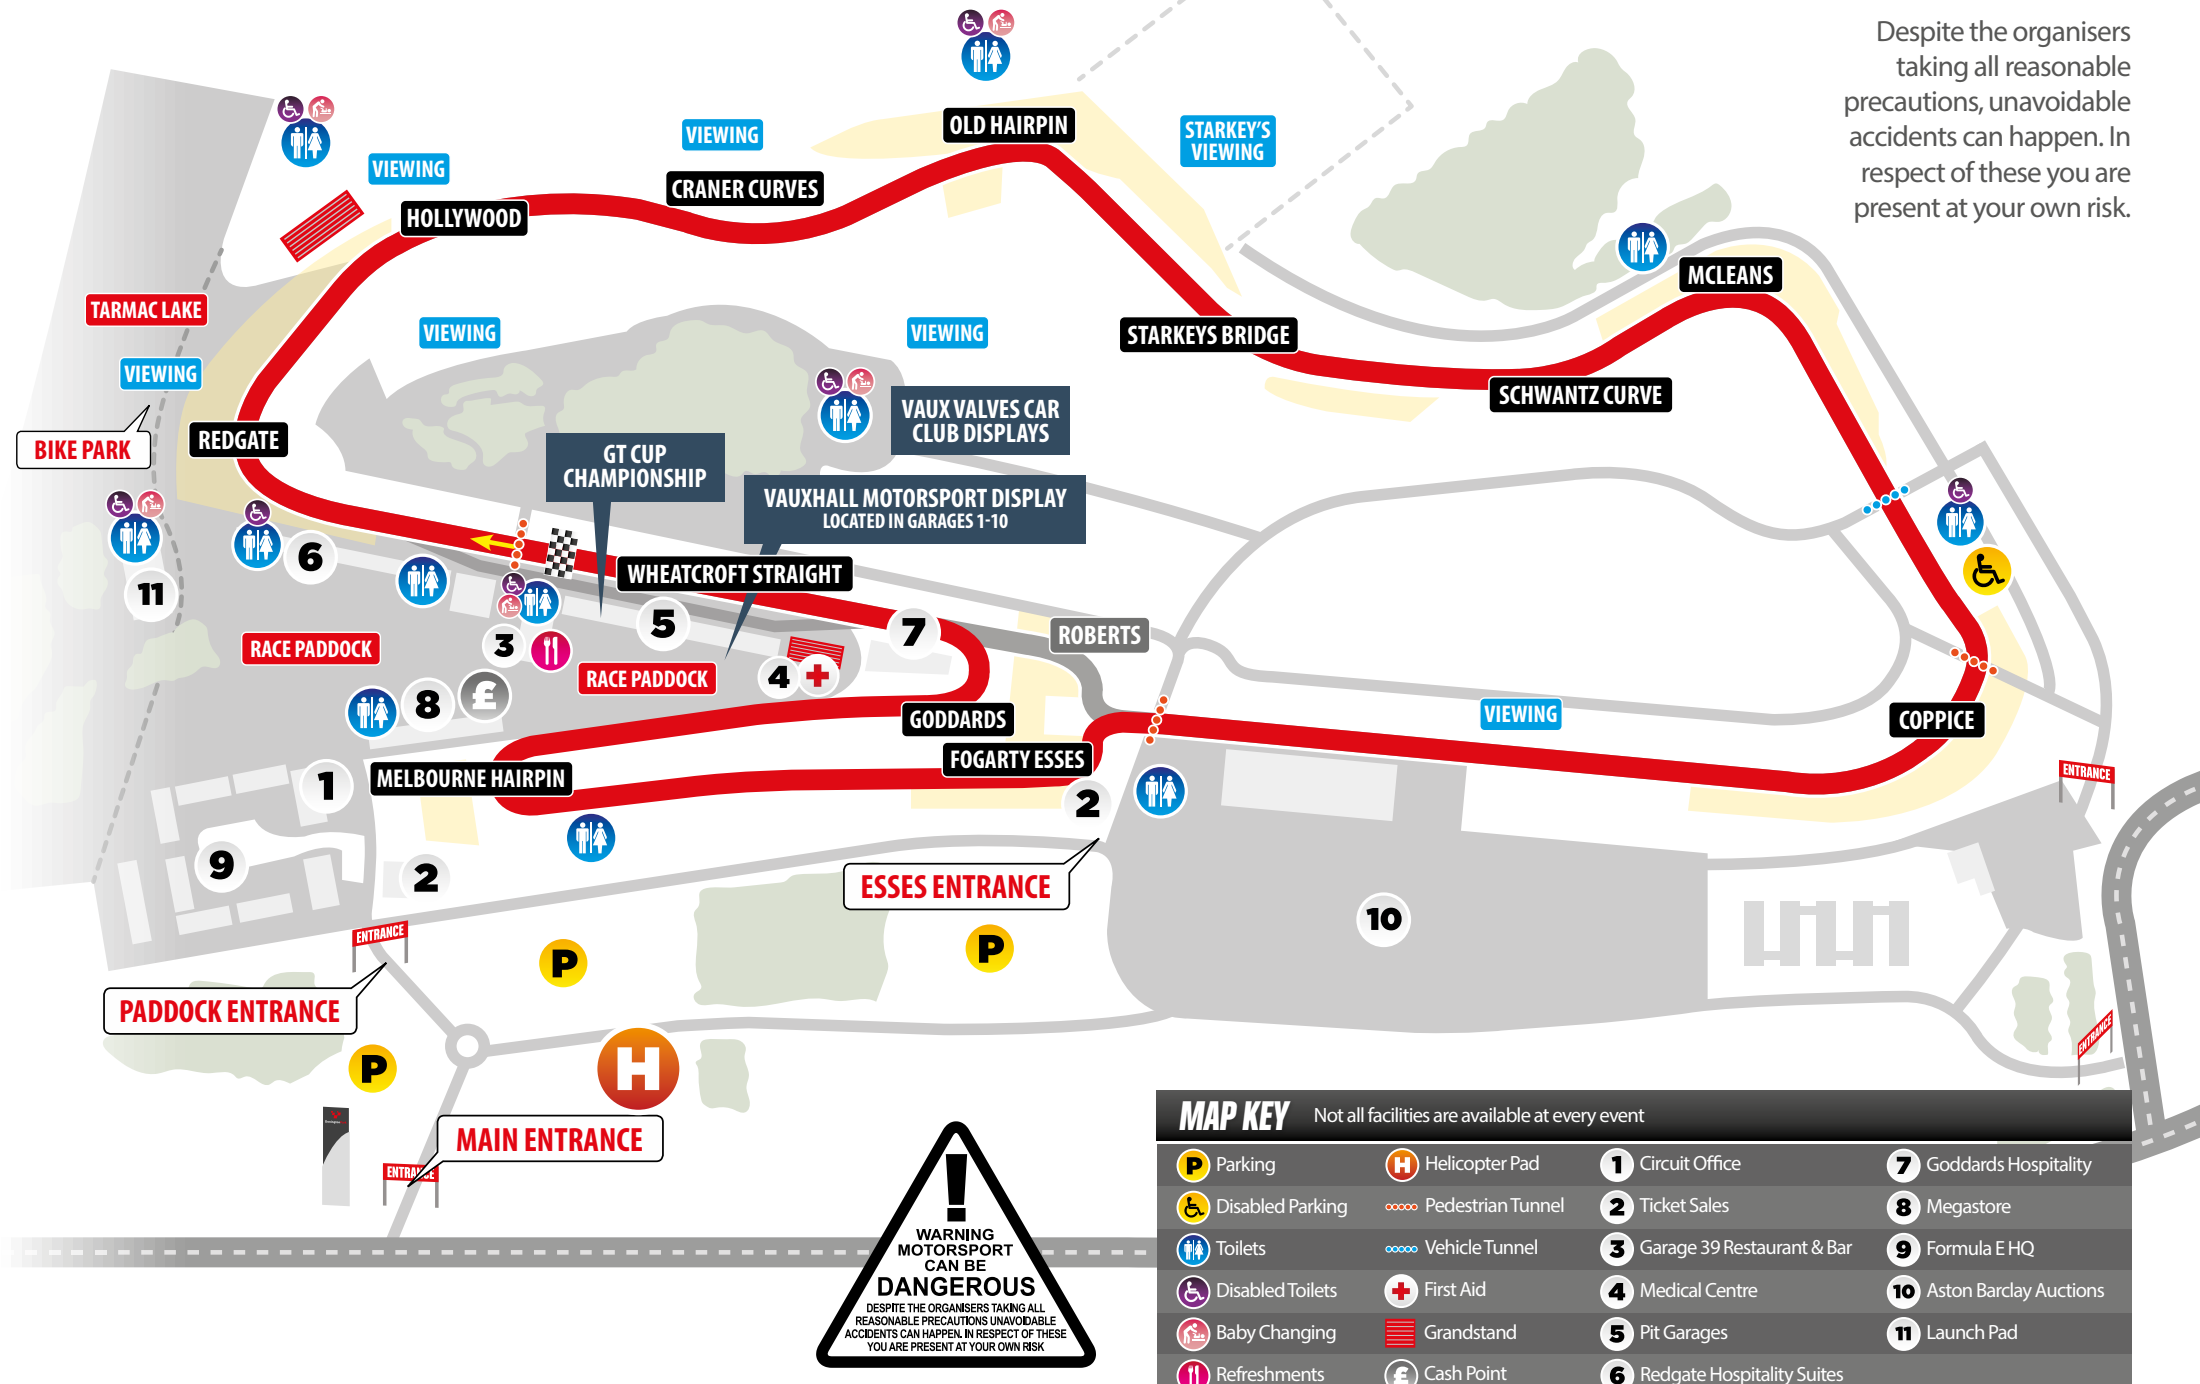 Despite the organisers
taking all reasonable
precautions, unavoidable
accidents can happen. In
respect of these you are
present at your own risk.
OLD HAIRPIN
VIEWING
STARKEY'S
VIEWING
VIEWING
CRANER CURVES
HOLLYWOOD
MCLEANS
TARMAC LAKE
VIEWING
VIEWING
STARKEYS BRIDGE
VIEWING
SCHWANTZ CURVE
VAUX VALVES CAR
CLUB DISPLAYS
BIKE PARK
REDGATE
GT CUP
CHAMPIONSHIP
VAUXHALL MOTORSPORT DISPLAY
LOCATED IN GARAGES 1-10
6
WHEATCROFT STRAIGHT
11
5
7
ROBERTS
RACE PADDOCK
3
RACE PADDOCK
4
8
£
GODDARDS
VIEWING
COPPICE
FOGARTY ESSES
MELBOURNE HAIRPIN
1
2
ENTRANCE
9
2
ESSES ENTRANCE
10
ENTRANCE
P
P
PADDOCK ENTRANCE
ENTRANCE
P
H
MAIN ENTRANCE
ENTRANCE
WARNING
MOTORSPORT
CAN BE
DANGEROUS
DESPITE THE ORGANISERS TAKING ALL
REASONABLE PRECAUTIONS UNAVOIDABLE
ACCIDENTS CAN HAPPEN. IN RESPECT OF THESE
YOU ARE PRESENT AT YOUR OWN RISK
MAP KEY Not all facilities are available at every event
P Parking
Disabled Parking
Toilets
Disabled Toilets
Baby Changing
Refreshments
H Helicopter Pad
Pedestrian Tunnel
Vehicle Tunnel
First Aid
Grandstand
£ Cash Point
1 Circuit Office
2 Ticket Sales
3 Garage 39 Restaurant & Bar
4 Medical Centre
5 Pit Garages
6 Redgate Hospitality Suites
7 Goddards Hospitality
8 Megastore
9 Formula E HQ
10 Aston Barclay Auctions
11 Launch Pad